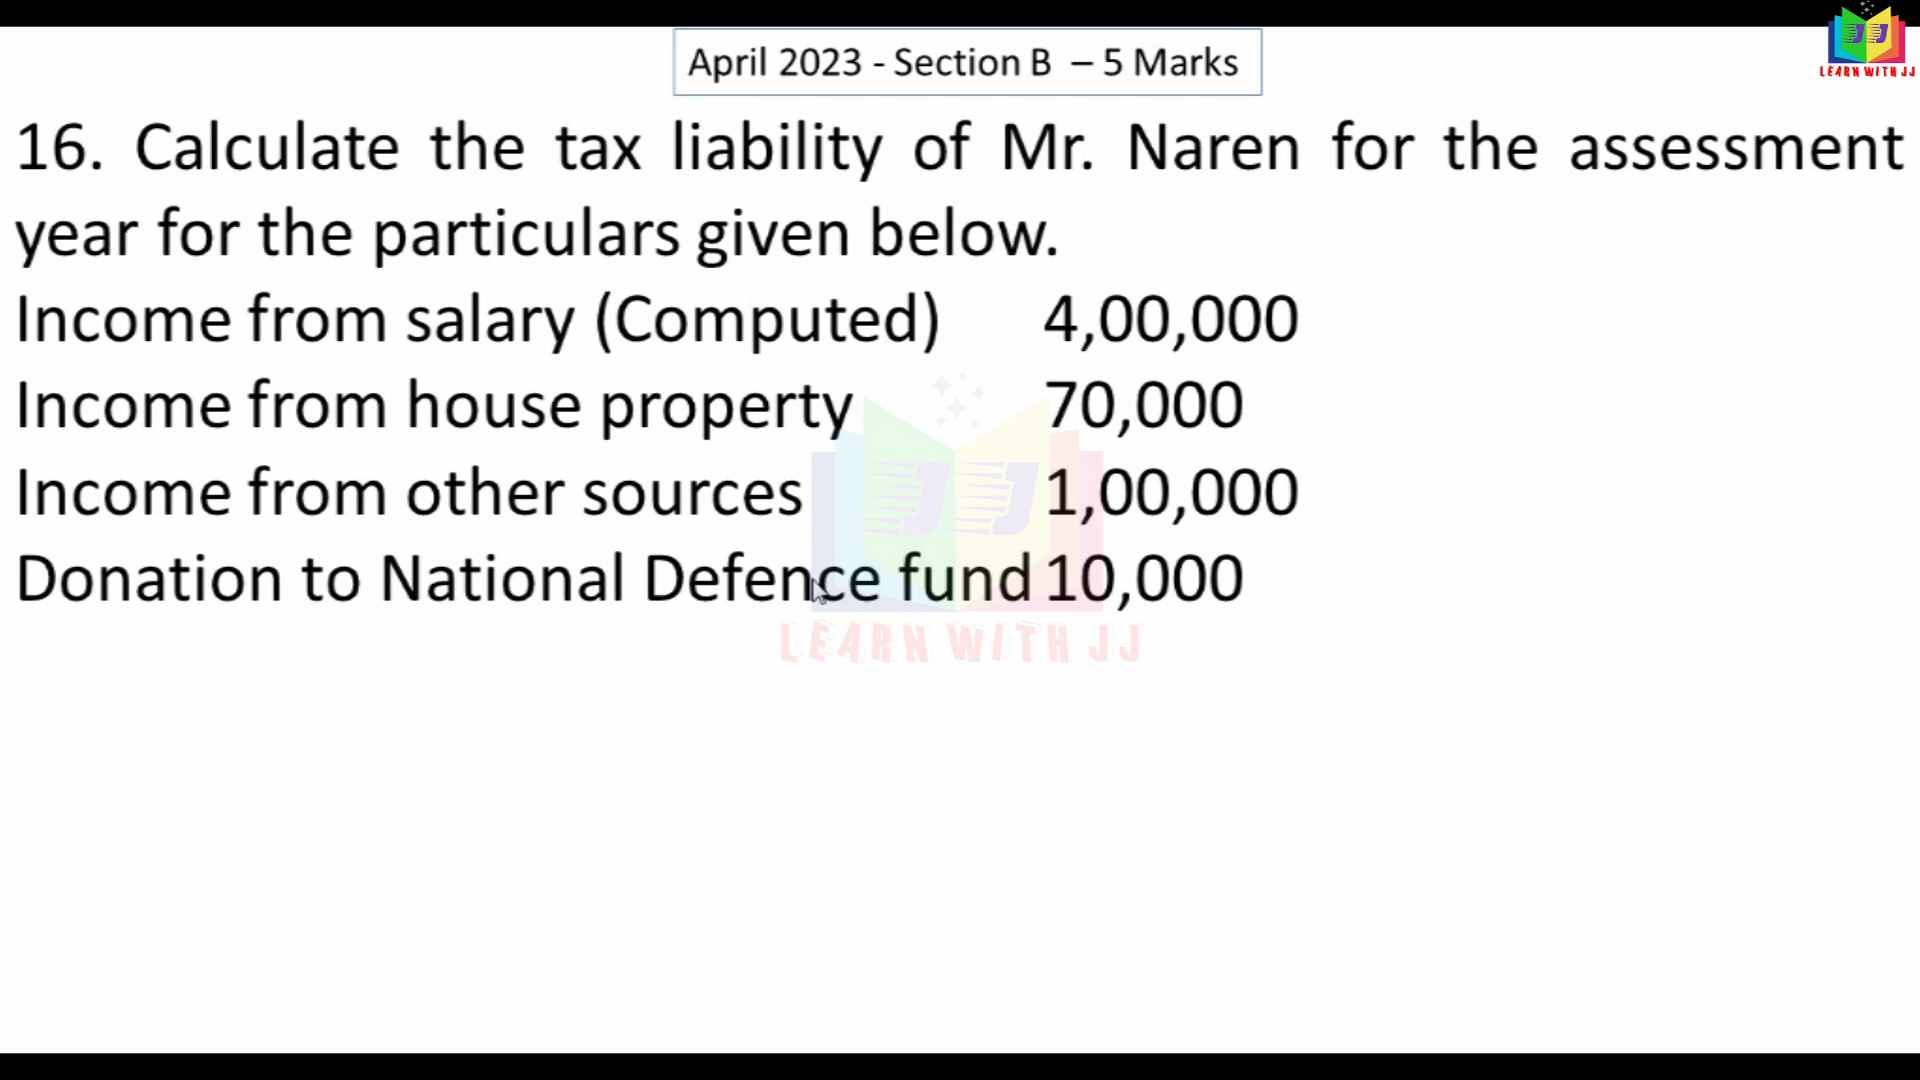 LEARN WITH JJ
April 2023 - Section B – 5 Marks
16. Calculate the tax liability of Mr. Naren for the assessment
year for the particulars given below.
Income from salary (Computed) 4,00,000
Income from house property 70,000
Income from other sources 1,00,000
Donation to National Defence fund 10,000
JJ
LEARN WITH JJ